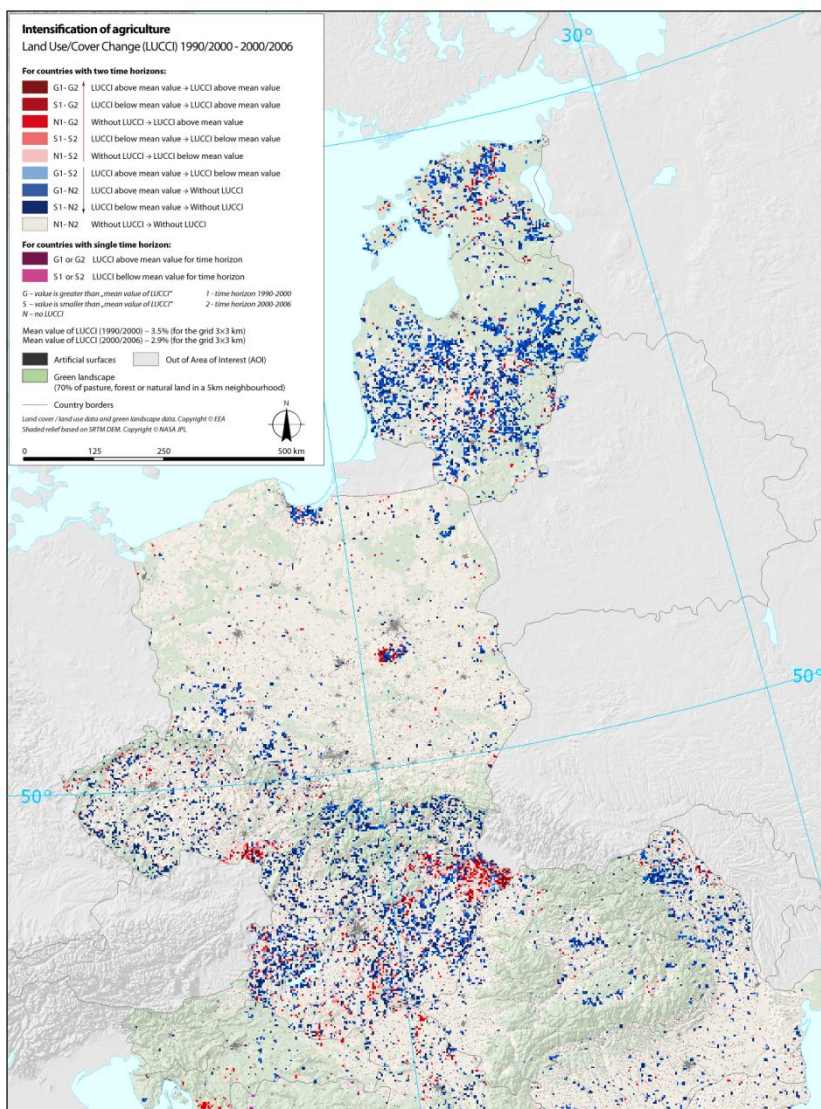 Intensification of agriculture
Land Use/Cover Change (LUCCI) 1990/2000 - 2000/2006
For countries with two time horizons:
G1- G2 LUCCI above mean value → LUCCI above mean value
S1 - G2 LUCCI below mean value → LUCCI above mean value
N1- G2 Without LUCCI → LUCCI above mean value
S1 - S2 LUCCI below mean value → LUCCI below mean value
N1 - S2 Without LUCCI → LUCCI below mean value
G1 - S2 LUCCI above mean value → LUCCI below mean value
G1- N2 LUCCI above mean value → Without LUCCI
S1 - N2 LUCCI below mean value → Without LUCCI
N1- N2 Without LUCCI → Without LUCCI
For countries with single time horizon:
G1 or G2 LUCCI above mean value for time horizon
S1 or S2 LUCCI bellow mean value for time horizon
G – value is greater than „mean value of LUCCI" 1 - time horizon 1990-2000
S – value is smaller than „mean value of LUCCI" 2 - time horizon 2000-2006
N – no LUCCI
Mean value of LUCCI (1990/2000) – 3.5% (for the grid 3×3 km)
Mean value of LUCCI (2000/2006) – 2.9% (for the grid 3×3 km)
Artificial surfaces Out of Area of Interest (AOI)
Green landscape
(70% of pasture, forest or natural land in a 5km neighbourhood)
Country borders
N
Land cover / land use data and green landscape data. Copyright © EEA
Shaded relief based on SRTM DEM. Copyright © NASA JPL
0 125 250 500 km
30°
50°
50°